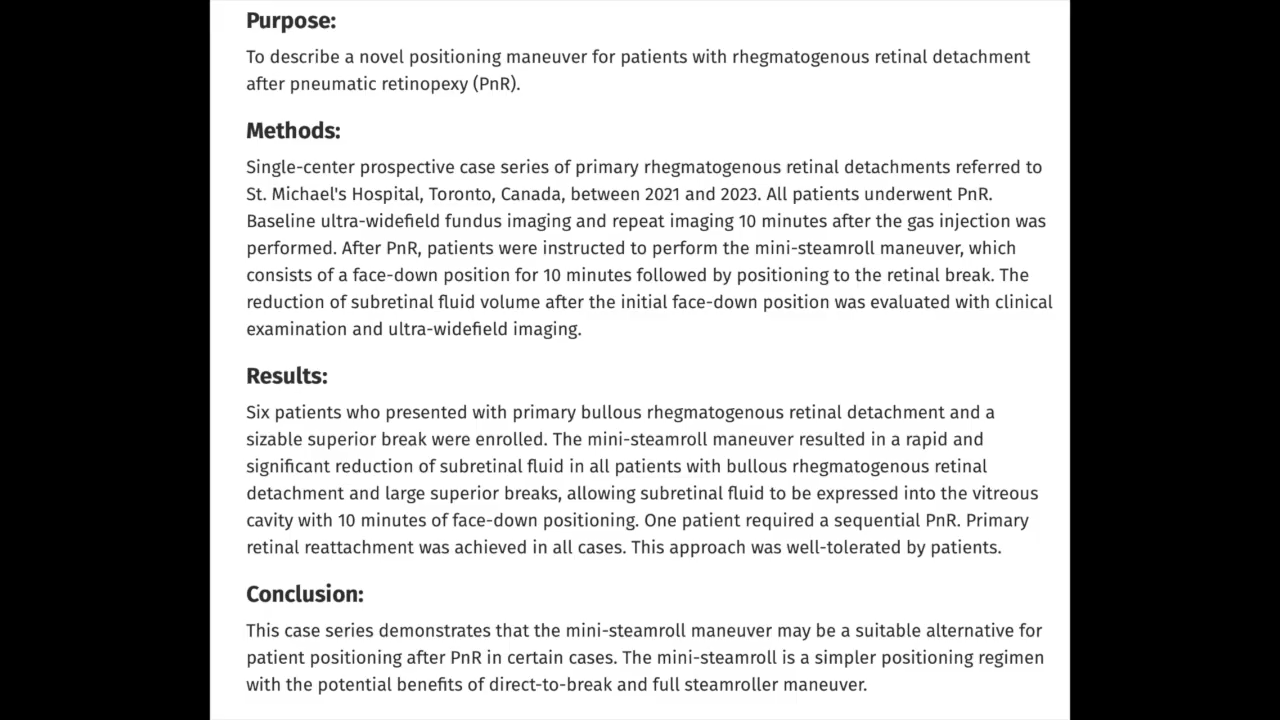 Purpose:
To describe a novel positioning maneuver for patients with rhegmatogenous retinal detachment
after pneumatic retinopexy (PnR).
Methods:
Single-center prospective case series of primary rhegmatogenous retinal detachments referred to
St. Michael's Hospital, Toronto, Canada, between 2021 and 2023. All patients underwent PnR.
Baseline ultra-widefield fundus imaging and repeat imaging 10 minutes after the gas injection was
performed. After PnR, patients were instructed to perform the mini-steamroll maneuver, which
consists of a face-down position for 10 minutes followed by positioning to the retinal break. The
reduction of subretinal fluid volume after the initial face-down position was evaluated with clinical
examination and ultra-widefield imaging.
Results:
Six patients who presented with primary bullous rhegmatogenous retinal detachment and a
sizable superior break were enrolled. The mini-steamroll maneuver resulted in a rapid and
significant reduction of subretinal fluid in all patients with bullous rhegmatogenous retinal
detachment and large superior breaks, allowing subretinal fluid to be expressed into the vitreous
cavity with 10 minutes of face-down positioning. One patient required a sequential PnR. Primary
retinal reattachment was achieved in all cases. This approach was well-tolerated by patients.
Conclusion:
This case series demonstrates that the mini-steamroll maneuver may be a suitable alternative for
patient positioning after PnR in certain cases. The mini-steamroll is a simpler positioning regimen
with the potential benefits of direct-to-break and full steamroller maneuver.